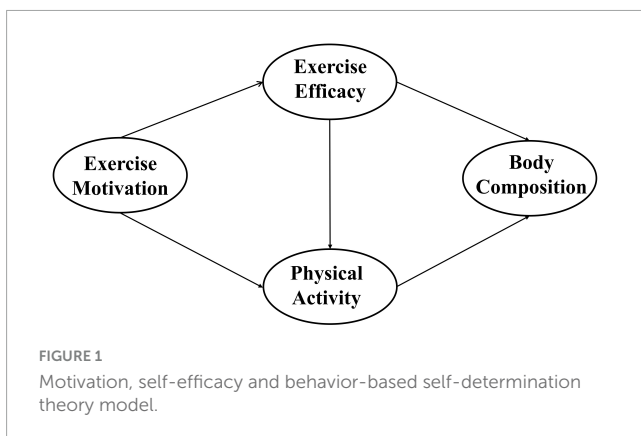 Exercise
Efficacy
Exercise
Motivation
Body
Composition
Physical
Activity
FIGURE 1
Motivation, self-efficacy and behavior-based self-determination
theory model.